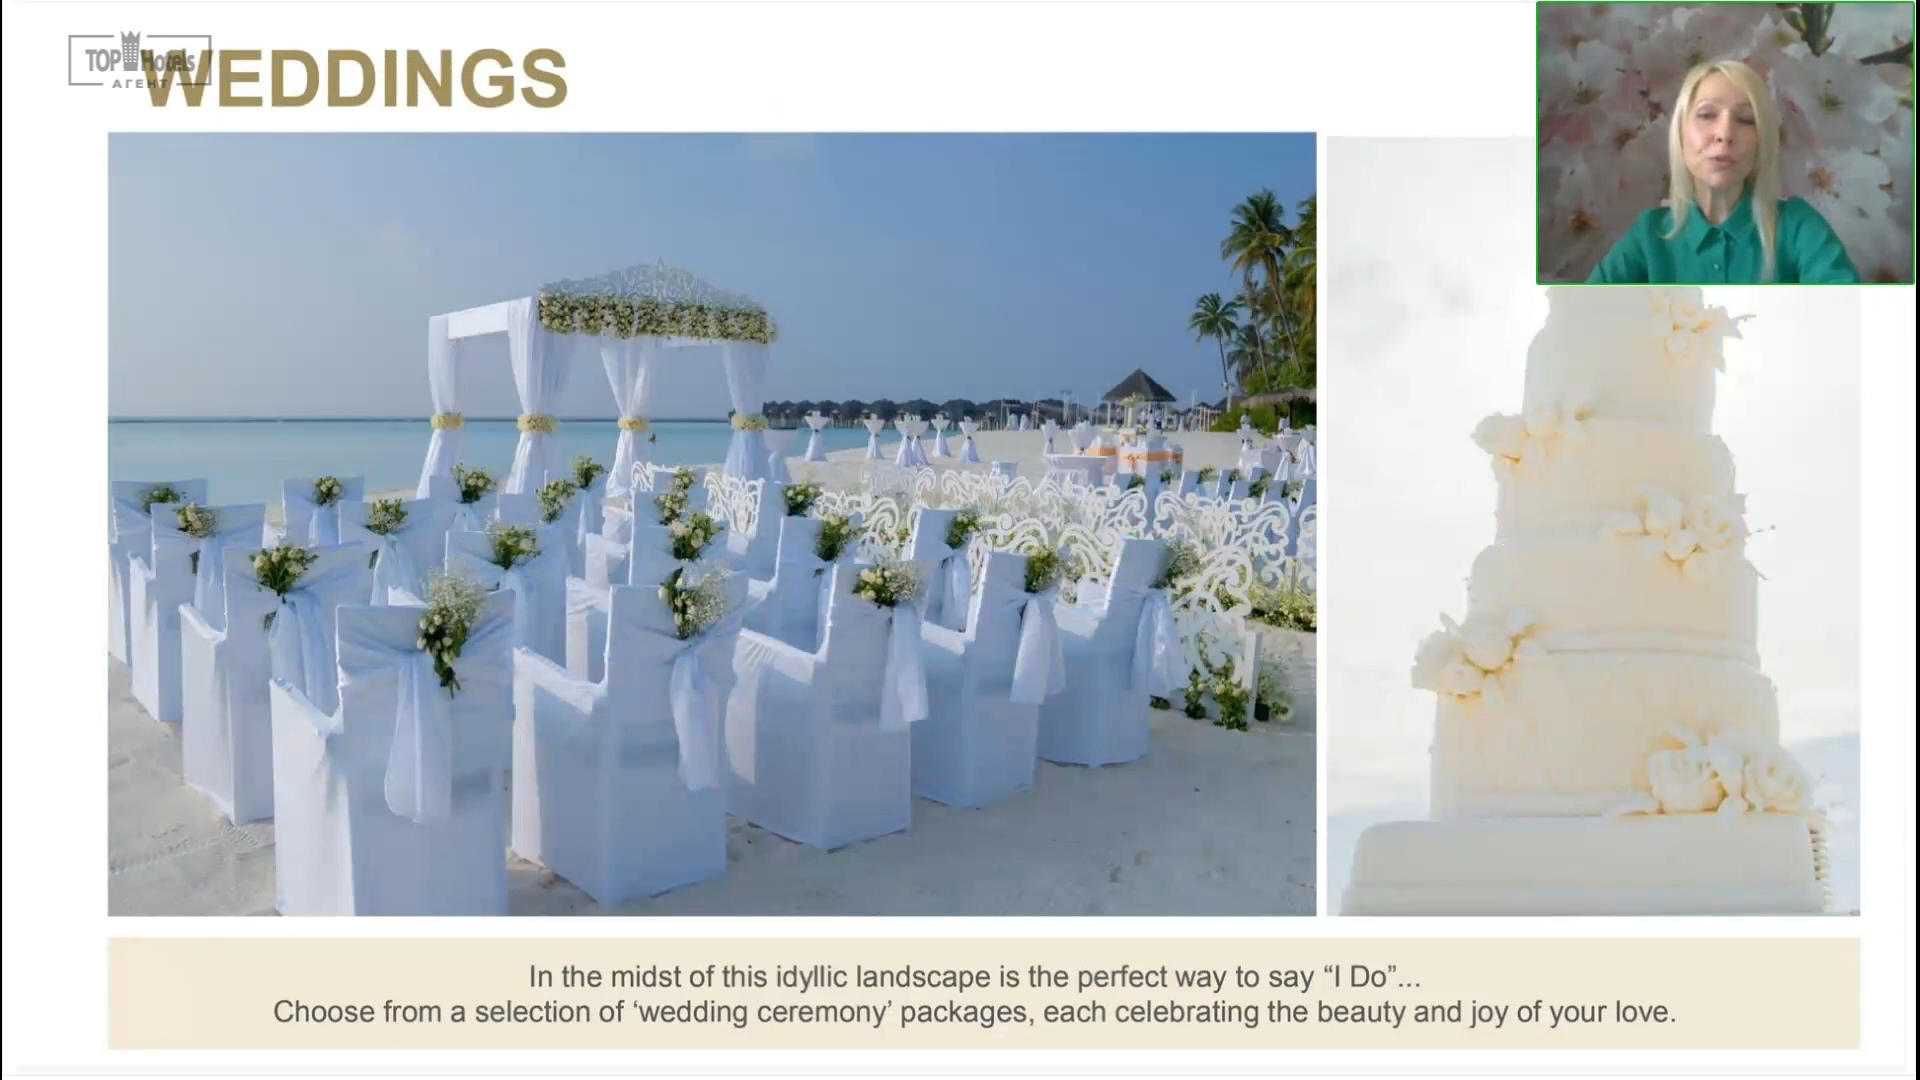 TOP Hotels
АГЕНТ
WEDDINGS
In the midst of this idyllic landscape is the perfect way to say “I Do”...
Choose from a selection of ‘wedding ceremony’ packages, each celebrating the beauty and joy of your love.